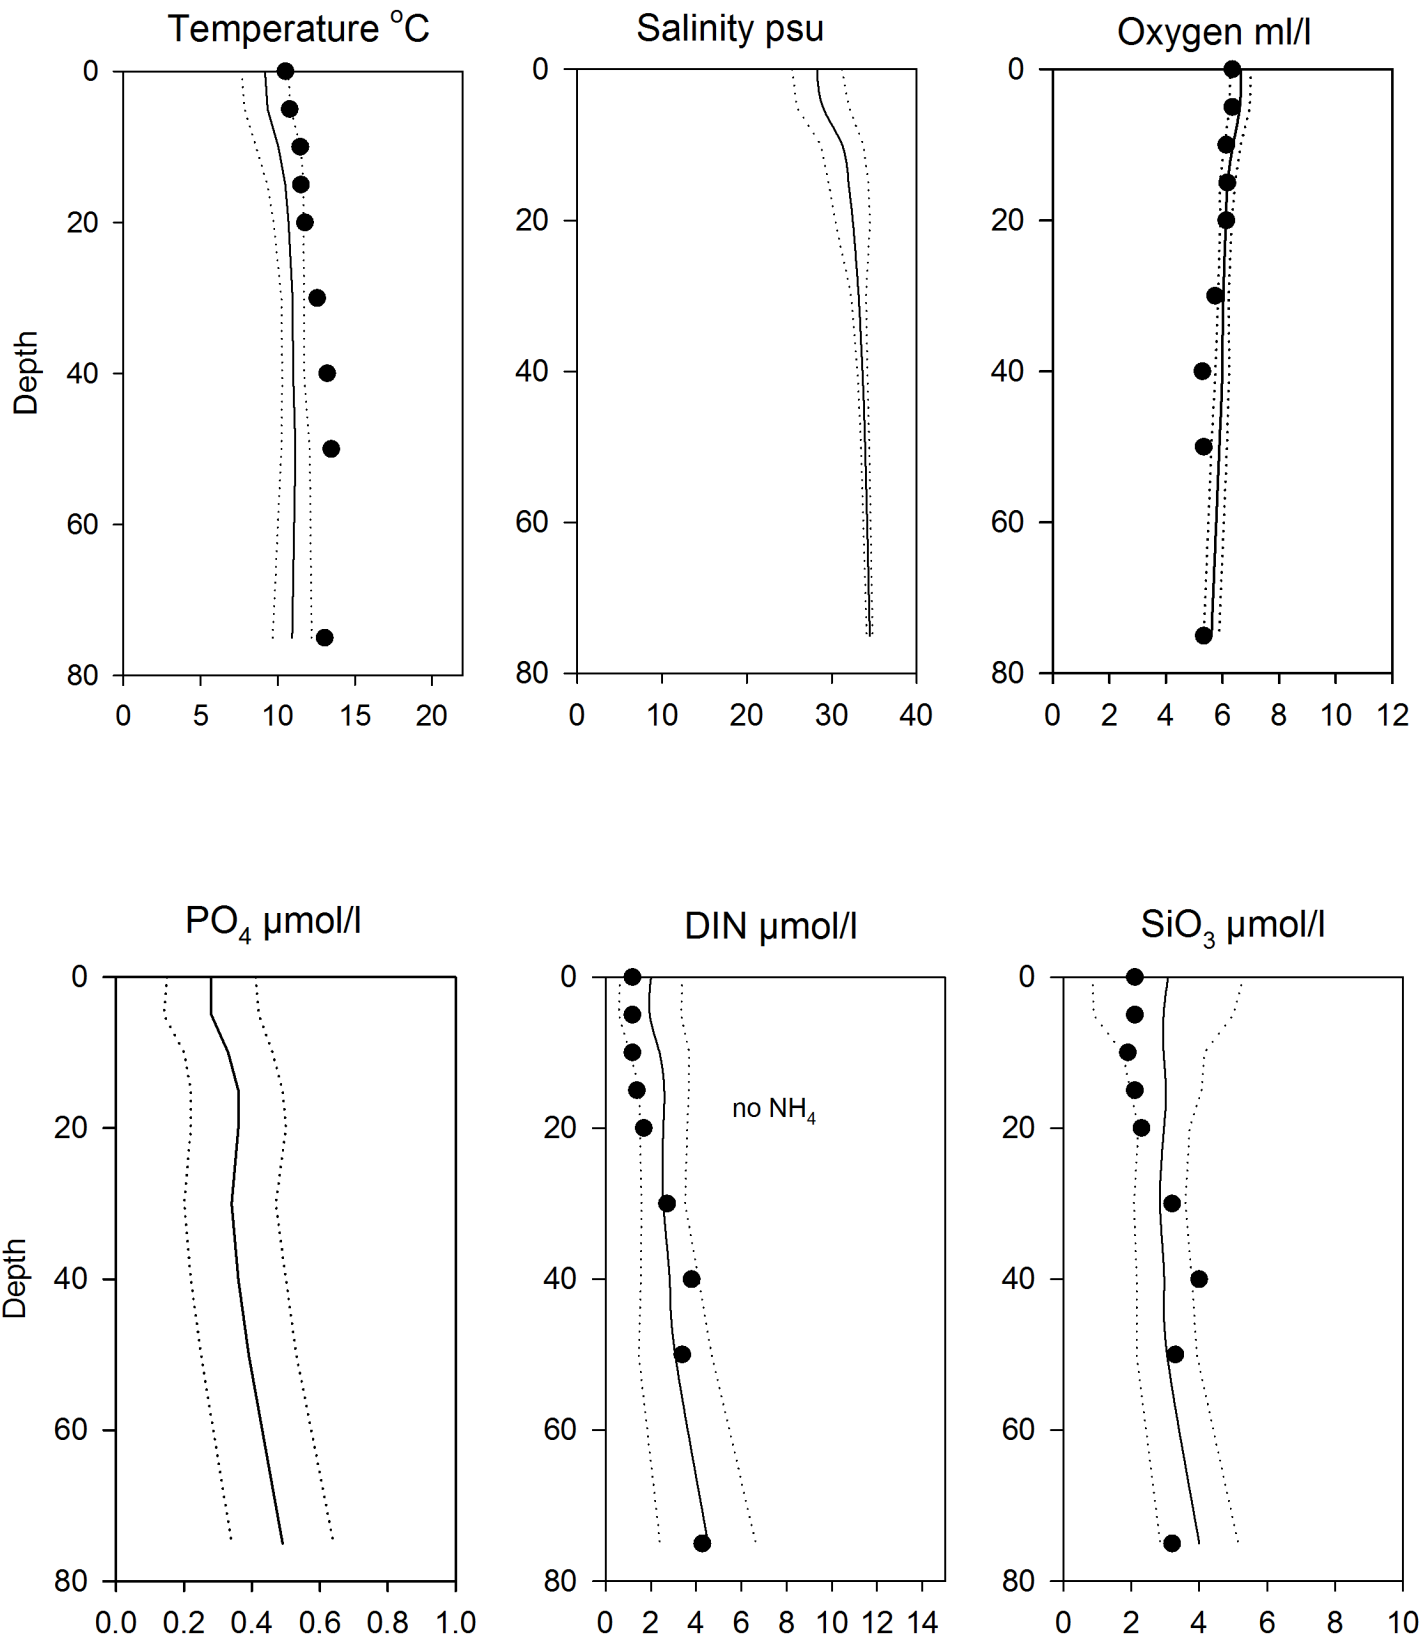 Temperature °C
Salinity psu
Oxygen ml/l
0
20
40
60
80
Depth
0 5 10 15 20
0
20
40
60
80
0 10 20 30 40
0
20
40
60
80
0 2 4 6 8 10 12
PO₄ µmol/l
DIN µmol/l
SiO₃ µmol/l
0
20
40
60
80
Depth
0.0 0.2 0.4 0.6 0.8 1.0
0
20
40
60
80
no NH₄
0 2 4 6 8 10 12 14
0
20
40
60
80
0 2 4 6 8 10